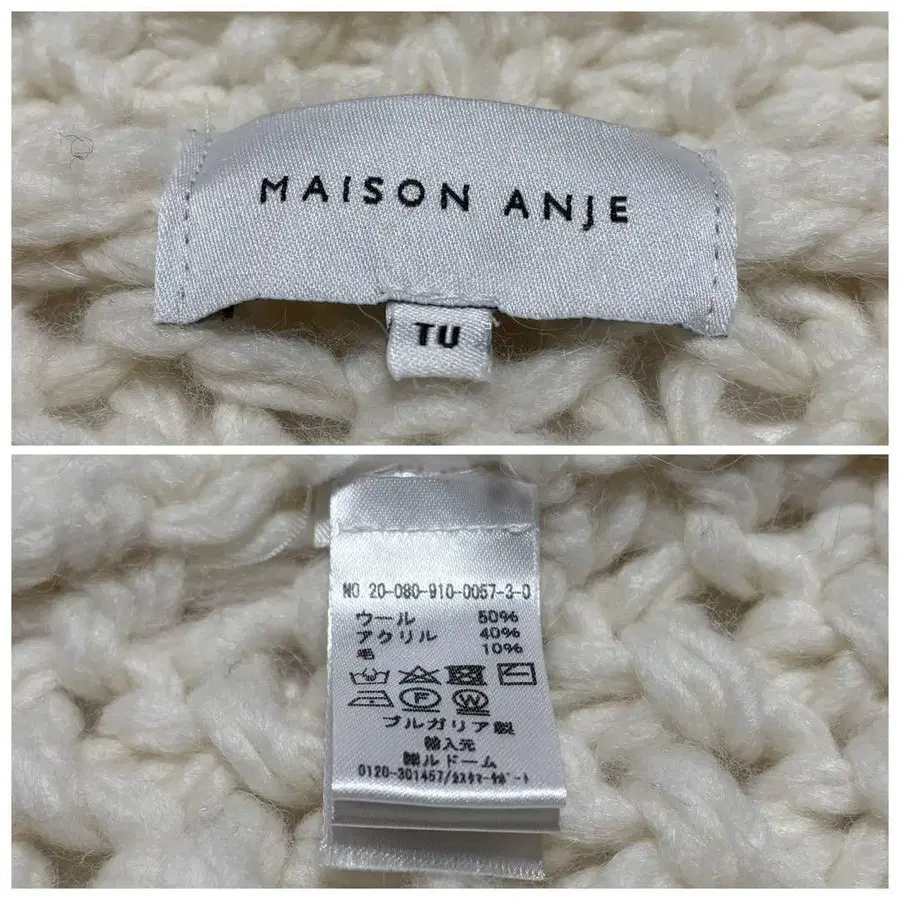 MAISON ANJE
TU
NO 20-080-910-0057-3-0
ウール 50%
アクリル 40%
毛 10%
F W
ブルガリア製
輸入元
㈱ルドーム
0120-301457/ｶｽﾀﾏｰｻﾎﾟｰﾄ